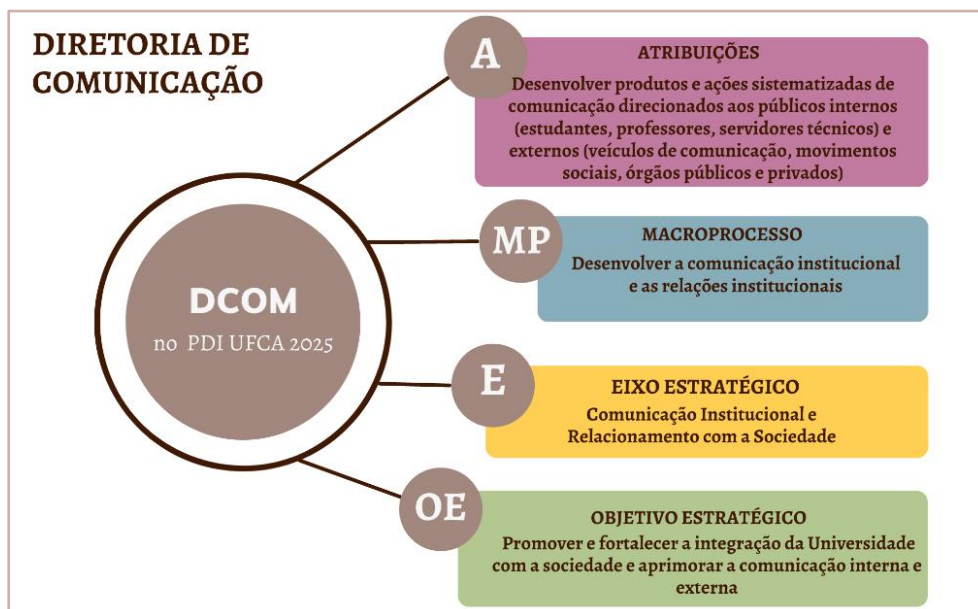 DIRETORIA DE
COMUNICAÇÃO
DCOM
no PDI UFCA 2025
A
ATRIBUIÇÕES
Desenvolver produtos e ações sistematizadas de
comunicação direcionados aos públicos internos
(estudantes, professores, servidores técnicos) e
externos (veículos de comunicação, movimentos
sociais, órgãos públicos e privados)
MP
MACROPROCESSO
Desenvolver a comunicação institucional
e as relações institucionais
E
EIXO ESTRATÉGICO
Comunicação Institucional e
Relacionamento com a Sociedade
OE
OBJETIVO ESTRATÉGICO
Promover e fortalecer a integração da Universidade
com a sociedade e aprimorar a comunicação interna e
externa